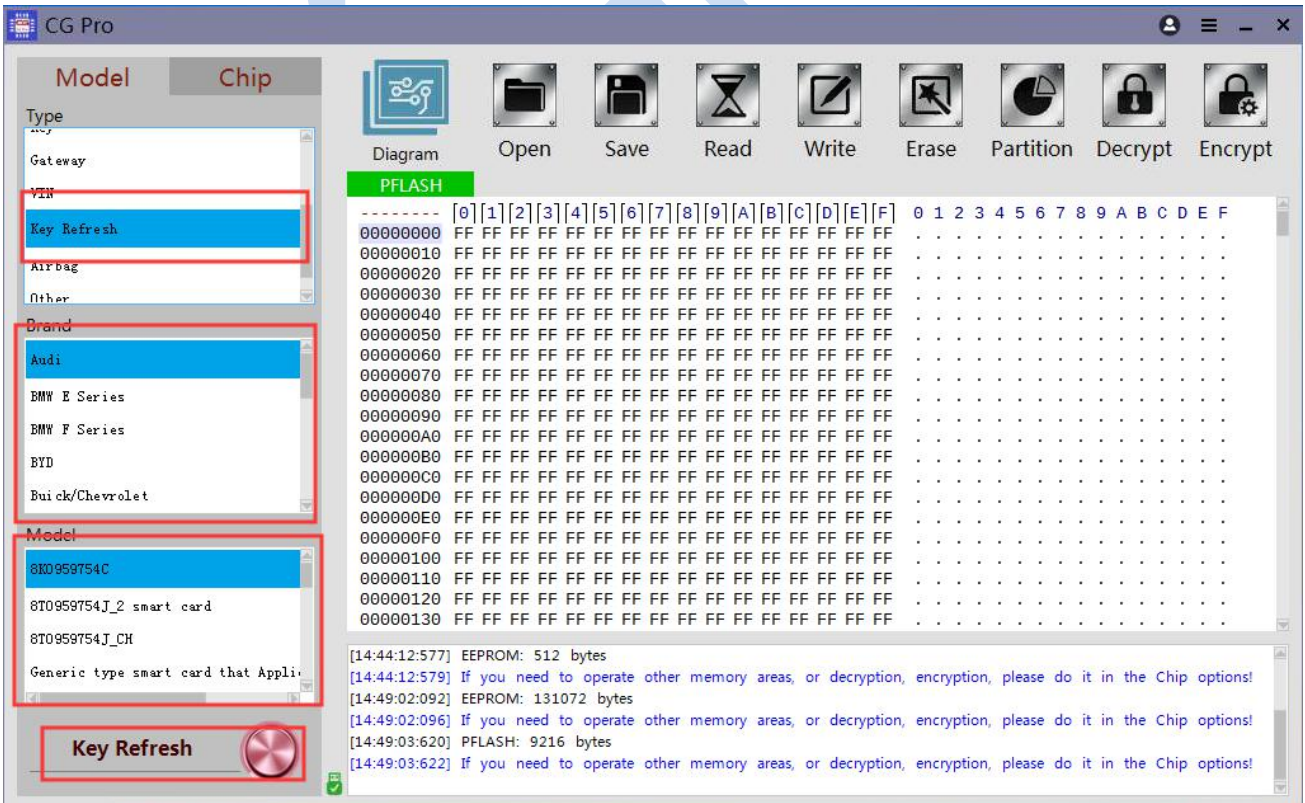 CG Pro
Model Chip
Type
Key
Gateway
VIN
Key Refresh
Airbag
Other
Brand
Audi
BMW E Series
BMW F Series
BYD
Buick/Chevrolet
Model
8K0959754C
8T0959754J_2 smart card
8T0959754J_CH
Generic type smart card that Appli
Key Refresh
Diagram Open Save Read Write Erase Partition Decrypt Encrypt
PFLASH
-------- [0][1][2][3][4][5][6][7][8][9][A][B][C][D][E][F] 0 1 2 3 4 5 6 7 8 9 A B C D E F
00000000 FF FF FF FF FF FF FF FF FF FF FF FF FF FF FF FF . . . . . . . . . . . . . . . .
00000010 FF FF FF FF FF FF FF FF FF FF FF FF FF FF FF FF . . . . . . . . . . . . . . . .
00000020 FF FF FF FF FF FF FF FF FF FF FF FF FF FF FF FF . . . . . . . . . . . . . . . .
00000030 FF FF FF FF FF FF FF FF FF FF FF FF FF FF FF FF . . . . . . . . . . . . . . . .
00000040 FF FF FF FF FF FF FF FF FF FF FF FF FF FF FF FF . . . . . . . . . . . . . . . .
00000050 FF FF FF FF FF FF FF FF FF FF FF FF FF FF FF FF . . . . . . . . . . . . . . . .
00000060 FF FF FF FF FF FF FF FF FF FF FF FF FF FF FF FF . . . . . . . . . . . . . . . .
00000070 FF FF FF FF FF FF FF FF FF FF FF FF FF FF FF FF . . . . . . . . . . . . . . . .
00000080 FF FF FF FF FF FF FF FF FF FF FF FF FF FF FF FF . . . . . . . . . . . . . . . .
00000090 FF FF FF FF FF FF FF FF FF FF FF FF FF FF FF FF . . . . . . . . . . . . . . . .
000000A0 FF FF FF FF FF FF FF FF FF FF FF FF FF FF FF FF . . . . . . . . . . . . . . . .
000000B0 FF FF FF FF FF FF FF FF FF FF FF FF FF FF FF FF . . . . . . . . . . . . . . . .
000000C0 FF FF FF FF FF FF FF FF FF FF FF FF FF FF FF FF . . . . . . . . . . . . . . . .
000000D0 FF FF FF FF FF FF FF FF FF FF FF FF FF FF FF FF . . . . . . . . . . . . . . . .
000000E0 FF FF FF FF FF FF FF FF FF FF FF FF FF FF FF FF . . . . . . . . . . . . . . . .
000000F0 FF FF FF FF FF FF FF FF FF FF FF FF FF FF FF FF . . . . . . . . . . . . . . . .
00000100 FF FF FF FF FF FF FF FF FF FF FF FF FF FF FF FF . . . . . . . . . . . . . . . .
00000110 FF FF FF FF FF FF FF FF FF FF FF FF FF FF FF FF . . . . . . . . . . . . . . . .
00000120 FF FF FF FF FF FF FF FF FF FF FF FF FF FF FF FF . . . . . . . . . . . . . . . .
00000130 FF FF FF FF FF FF FF FF FF FF FF FF FF FF FF FF . . . . . . . . . . . . . . . .
[14:44:12:577] EEPROM: 512 bytes
[14:44:12:579] If you need to operate other memory areas, or decryption, encryption, please do it in the Chip options!
[14:49:02:092] EEPROM: 131072 bytes
[14:49:02:096] If you need to operate other memory areas, or decryption, encryption, please do it in the Chip options!
[14:49:03:620] PFLASH: 9216 bytes
[14:49:03:622] If you need to operate other memory areas, or decryption, encryption, please do it in the Chip options!